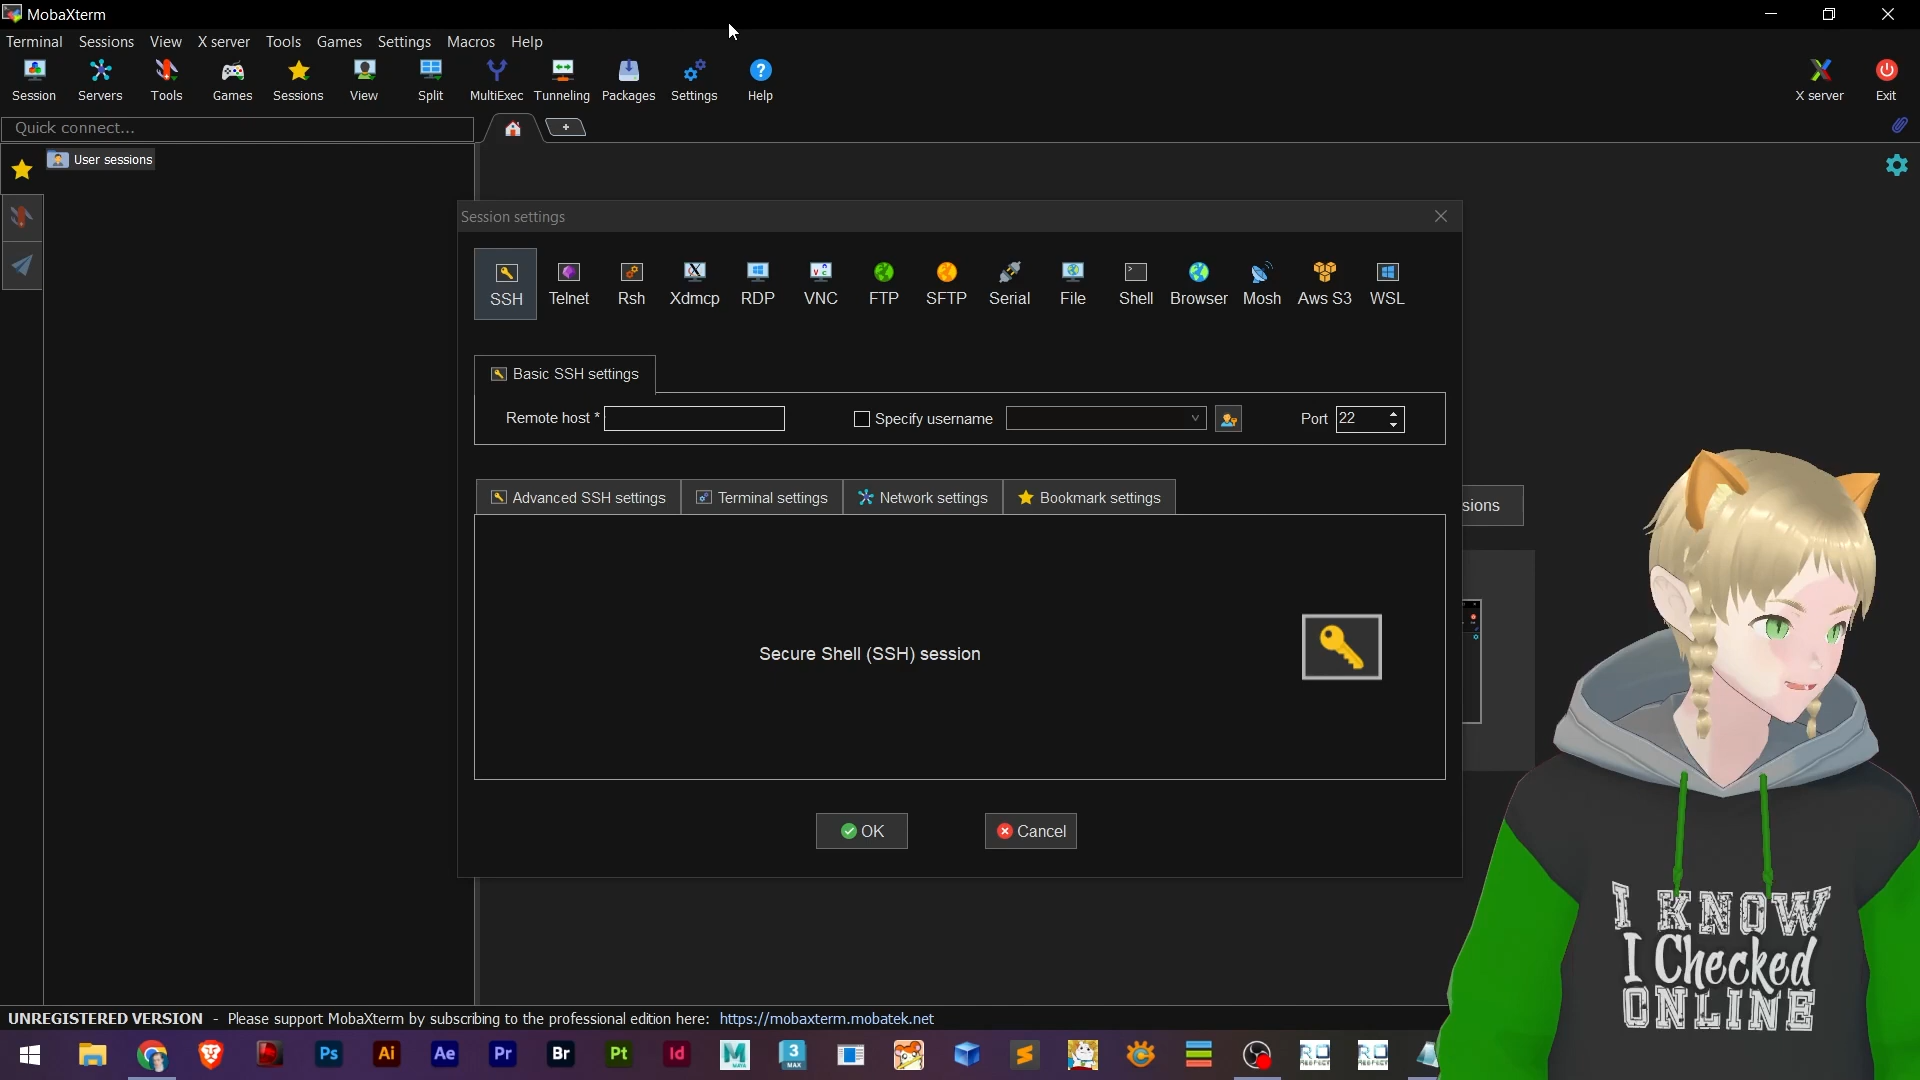 MobaXterm
Terminal Sessions View X server Tools Games Settings Macros Help
Session Servers Tools Games Sessions View Split MultiExec Tunneling Packages Settings Help X server Exit
Quick connect...
User sessions
Session settings
SSH Telnet Rsh Xdmcp RDP VNC FTP SFTP Serial File Shell Browser Mosh Aws S3 WSL
Basic SSH settings
Remote host * Specify username Port 22
Advanced SSH settings Terminal settings Network settings Bookmark settings
sions
Secure Shell (SSH) session
OK Cancel
I KNOW
I Checked
ONLINE
UNREGISTERED VERSION - Please support MobaXterm by subscribing to the professional edition here: https://mobaxterm.mobatek.net
Ps Ai Ae Pr Br Pt Id M 3